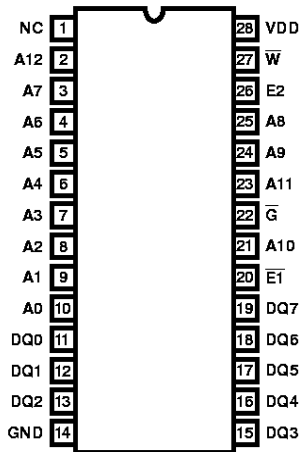 NC 1 28 VDD
A12 2 27 W̅
A7 3 26 E2
A6 4 25 A8
A5 5 24 A9
A4 6 23 A11
A3 7 22 G̅
A2 8 21 A10
A1 9 20 E̅1̅
A0 10 19 DQ7
DQ0 11 18 DQ6
DQ1 12 17 DQ5
DQ2 13 16 DQ4
GND 14 15 DQ3